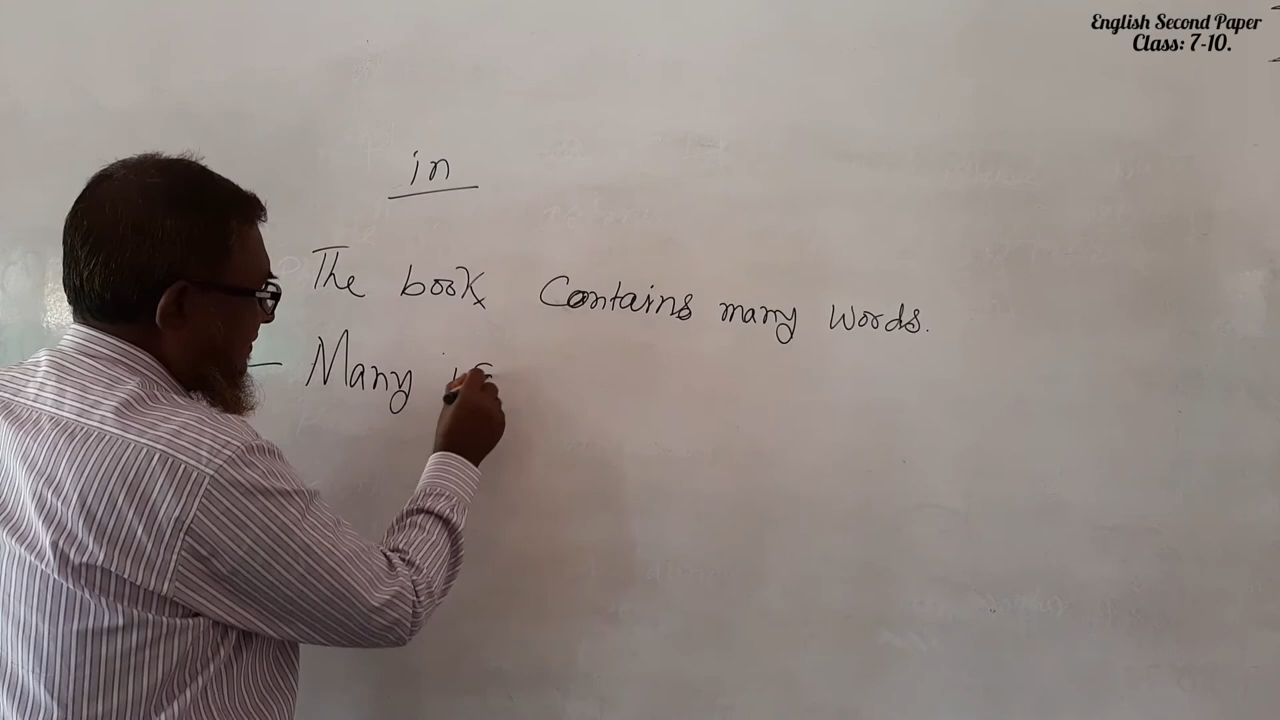 English Second Paper
Class: 7-10.
in
The book Contains many words.
– Many